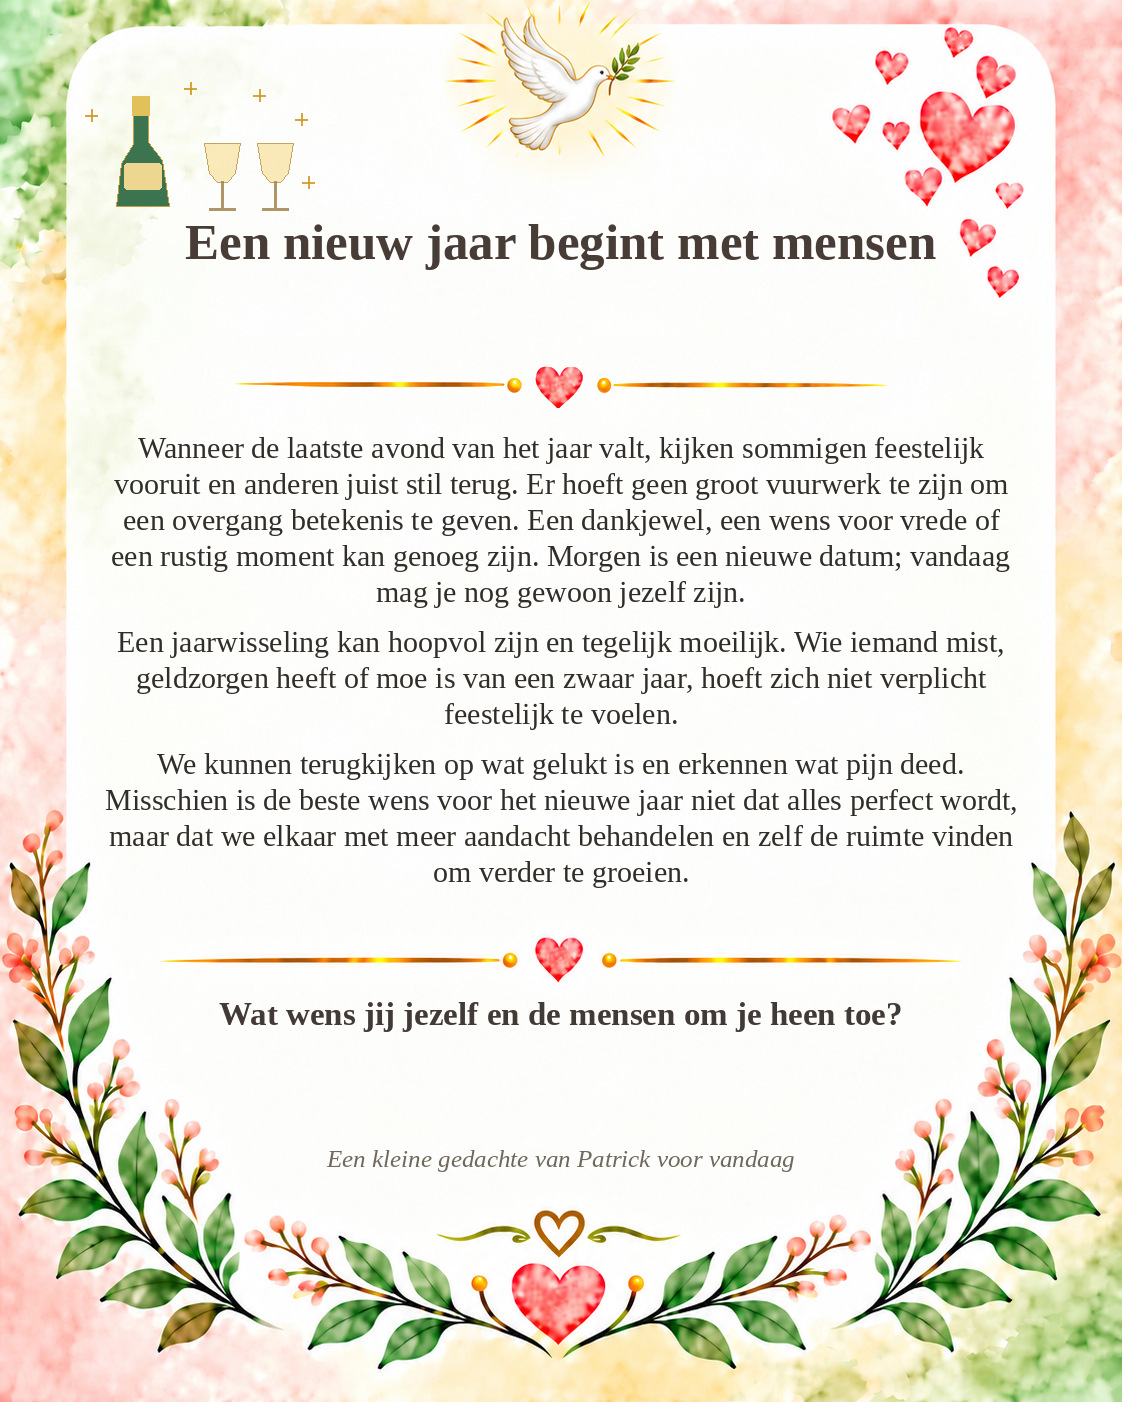 Een nieuw jaar begint met mensen
Wanneer de laatste avond van het jaar valt, kijken sommigen feestelijk
vooruit en anderen juist stil terug. Er hoeft geen groot vuurwerk te zijn om
een overgang betekenis te geven. Een dankjewel, een wens voor vrede of
een rustig moment kan genoeg zijn. Morgen is een nieuwe datum; vandaag
mag je nog gewoon jezelf zijn.
Een jaarwisseling kan hoopvol zijn en tegelijk moeilijk. Wie iemand mist,
geldzorgen heeft of moe is van een zwaar jaar, hoeft zich niet verplicht
feestelijk te voelen.
We kunnen terugkijken op wat gelukt is en erkennen wat pijn deed.
Misschien is de beste wens voor het nieuwe jaar niet dat alles perfect wordt,
maar dat we elkaar met meer aandacht behandelen en zelf de ruimte vinden
om verder te groeien.
Wat wens jij jezelf en de mensen om je heen toe?
Een kleine gedachte van Patrick voor vandaag